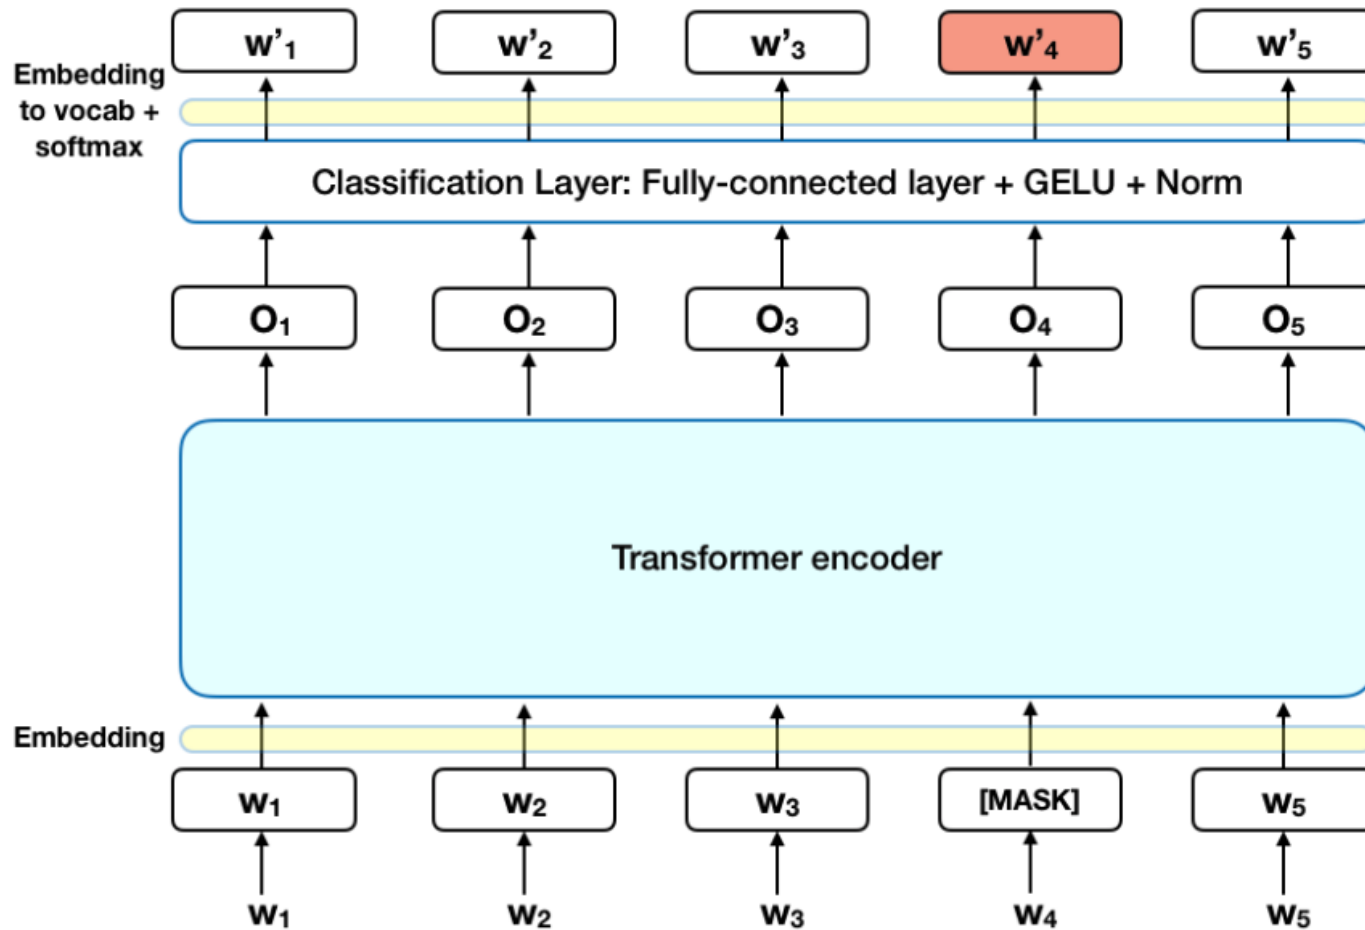 w'1 w'2 w'3 w'4 w'5
Embedding
to vocab +
softmax
Classification Layer: Fully-connected layer + GELU + Norm
O1 O2 O3 O4 O5
Transformer encoder
Embedding
w1 w2 w3 [MASK] w5
w1 w2 w3 w4 w5